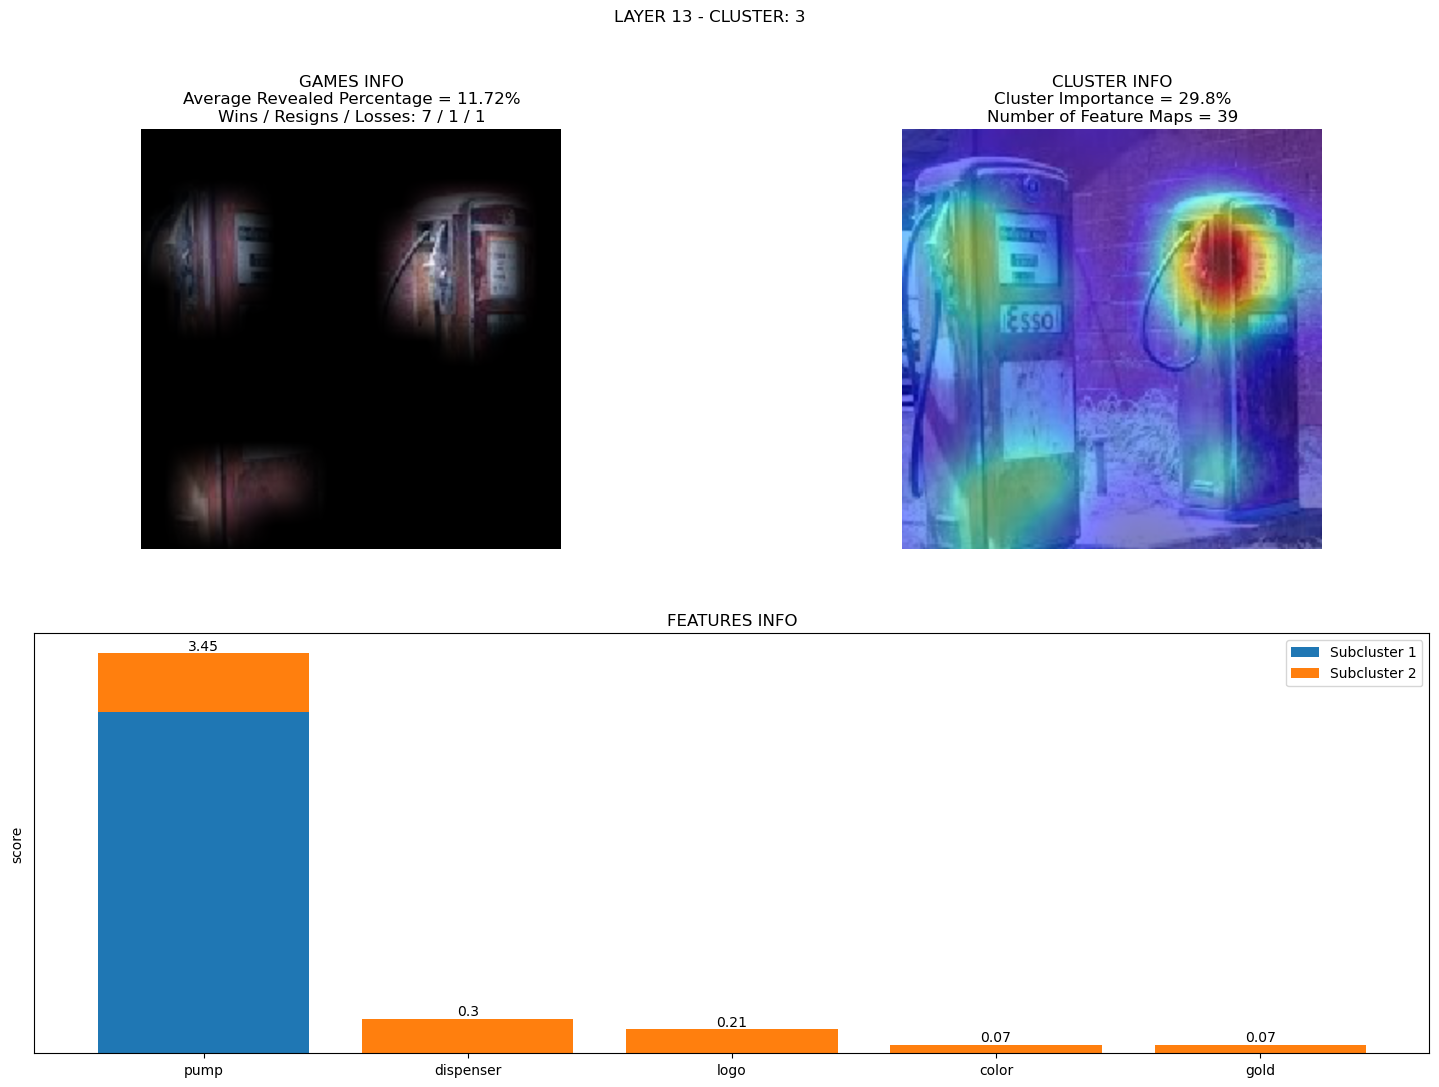 LAYER 13 - CLUSTER: 3
GAMES INFO
Average Revealed Percentage = 11.72%
Wins / Resigns / Losses: 7 / 1 / 1
CLUSTER INFO
Cluster Importance = 29.8%
Number of Feature Maps = 39
ESSO
FEATURES INFO
3.45
0.3
0.21
0.07
0.07
Subcluster 1
Subcluster 2
score
pump
dispenser
logo
color
gold